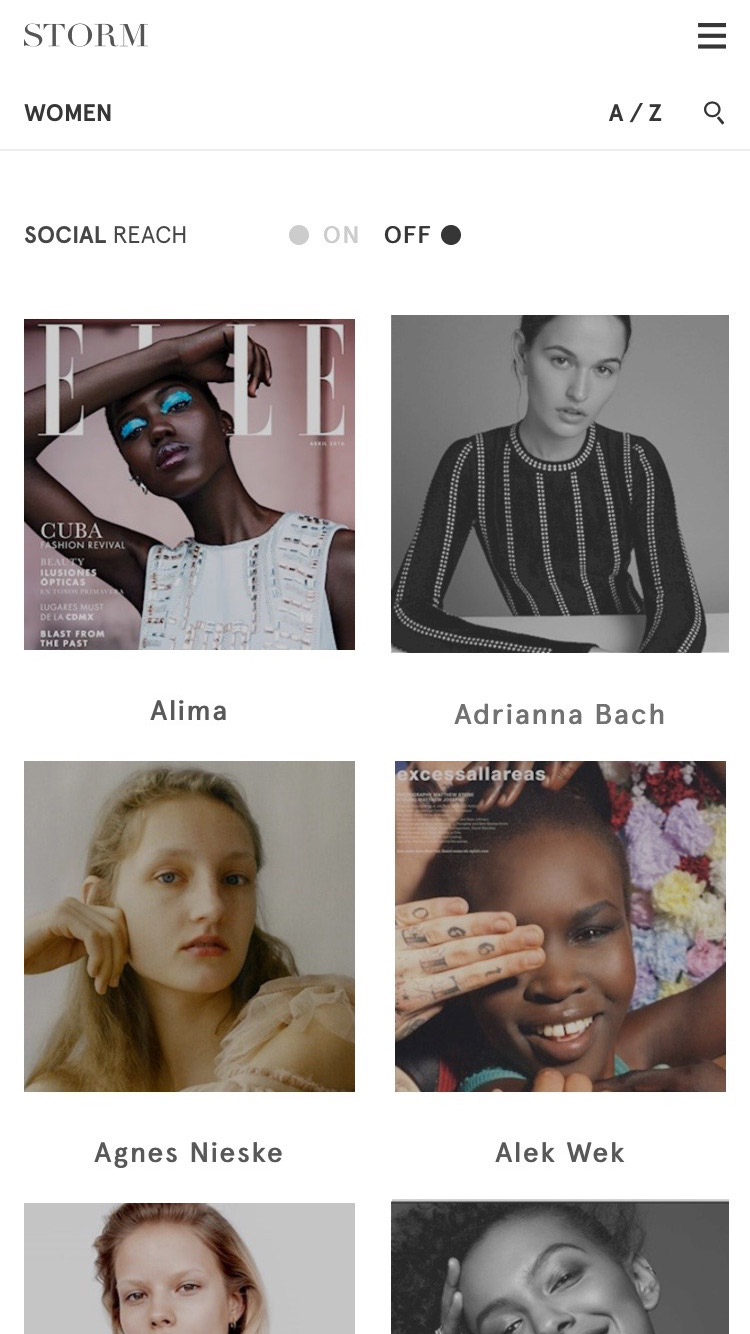 STORM
WOMEN
A / Z
SOCIAL REACH
ON
OFF
ELLE
ABRIL 2016
CUBA
FASHION REVIVAL
BEAUTY
ILUSIONES
ÓPTICAS
EN TONOS PRIMAVERA
LUGARES MUST
DE LA CDMX
BLAST FROM
THE PAST
Alima
Adrianna Bach
excessallareas
Agnes Nieske
Alek Wek